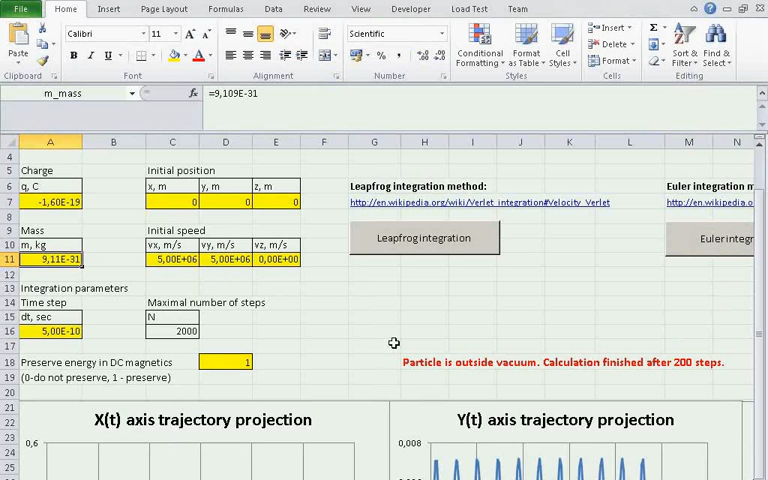 File Home Insert Page Layout Formulas Data Review View Developer Load Test Team
Calibri 11 Scientific Insert
Paste Conditional Formatting Format as Table Cell Styles Delete Sort & Filter Find & Select
B I U % Format
Clipboard Font Alignment Number Styles Cells Editing
m_mass fx =9,109E-31
A B C D E F G H I J K L M N
4
5 Charge Initial position
6 q, C x, m y, m z, m Leapfrog integration method: Euler integration m
7 -1,60E-19 0 0 0 http://en.wikipedia.org/wiki/Verlet_integration#Velocity_Verlet http://en.wikipedia.o
8
9 Mass Initial speed
10 m, kg vx, m/s vy, m/s vz, m/s Leapfrog integration Euler integr
11 9,11E-31 5,00E+06 5,00E+06 0,00E+00
12
13 Integration parameters
14 Time step Maximal number of steps
15 dt, sec N
16 5,00E-10 2000
17
18 Preserve energy in DC magnetics 1 Particle is outside vacuum. Calculation finished after 200 steps.
19 (0-do not preserve, 1 - preserve)
20
21
22 X(t) axis trajectory projection Y(t) axis trajectory projection
23 0,6 0,008
24
25